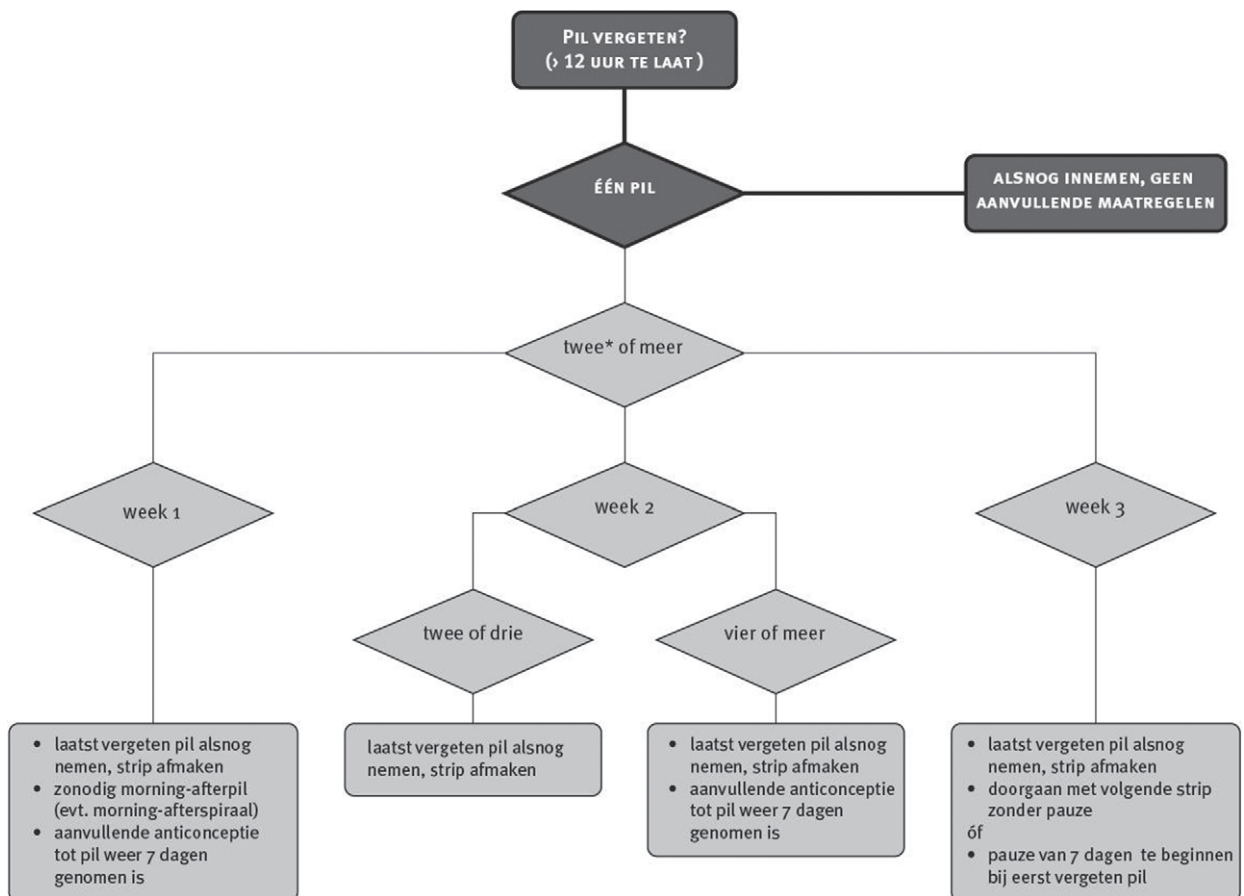 PIL VERGETEN?
(> 12 UUR TE LAAT )
ÉÉN PIL
ALSNOG INNEMEN, GEEN
AANVULLENDE MAATREGELEN
twee* of meer
week 1
week 2
week 3
twee of drie
vier of meer
• laatst vergeten pil alsnog
nemen, strip afmaken
• zonodig morning-afterpil
(evt. morning-afterspiraal)
• aanvullende anticonceptie
tot pil weer 7 dagen
genomen is
laatst vergeten pil alsnog
nemen, strip afmaken
• laatst vergeten pil alsnog
nemen, strip afmaken
• aanvullende anticonceptie
tot pil weer 7 dagen
genomen is
• laatst vergeten pil alsnog
nemen, strip afmaken
• doorgaan met volgende strip
zonder pauze
óf
• pauze van 7 dagen te beginnen
bij eerst vergeten pil